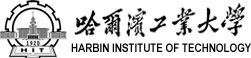 哈爾濱工業大學
HARBIN INSTITUTE OF TECHNOLOGY
1920
HIT